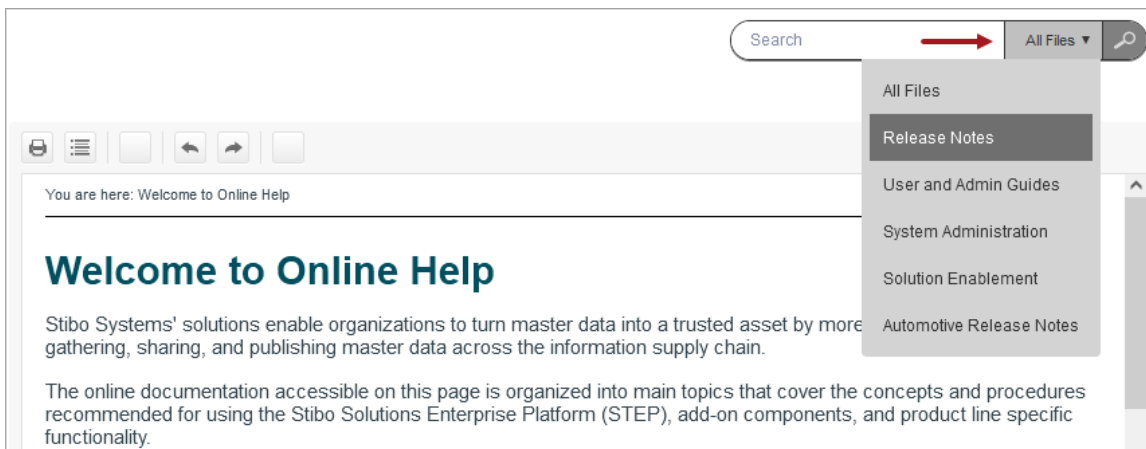 Search
All Files ▼
All Files
Release Notes
User and Admin Guides
System Administration
Solution Enablement
Automotive Release Notes
You are here: Welcome to Online Help
Welcome to Online Help
Stibo Systems' solutions enable organizations to turn master data into a trusted asset by more
gathering, sharing, and publishing master data across the information supply chain.
The online documentation accessible on this page is organized into main topics that cover the concepts and procedures
recommended for using the Stibo Solutions Enterprise Platform (STEP), add-on components, and product line specific
functionality.